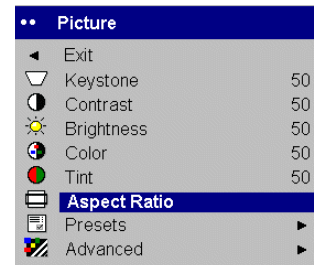 Picture
Exit
Keystone 50
Contrast 50
Brightness 50
Color 50
Tint 50
Aspect Ratio
Presets
Advanced